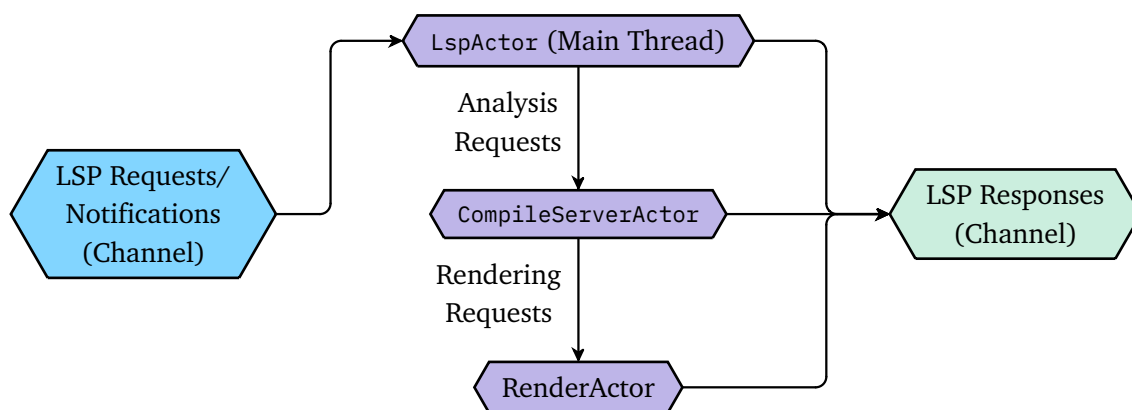 LspActor (Main Thread)
Analysis
Requests
LSP Requests/
Notifications
(Channel)
CompileServerActor
LSP Responses
(Channel)
Rendering
Requests
RenderActor